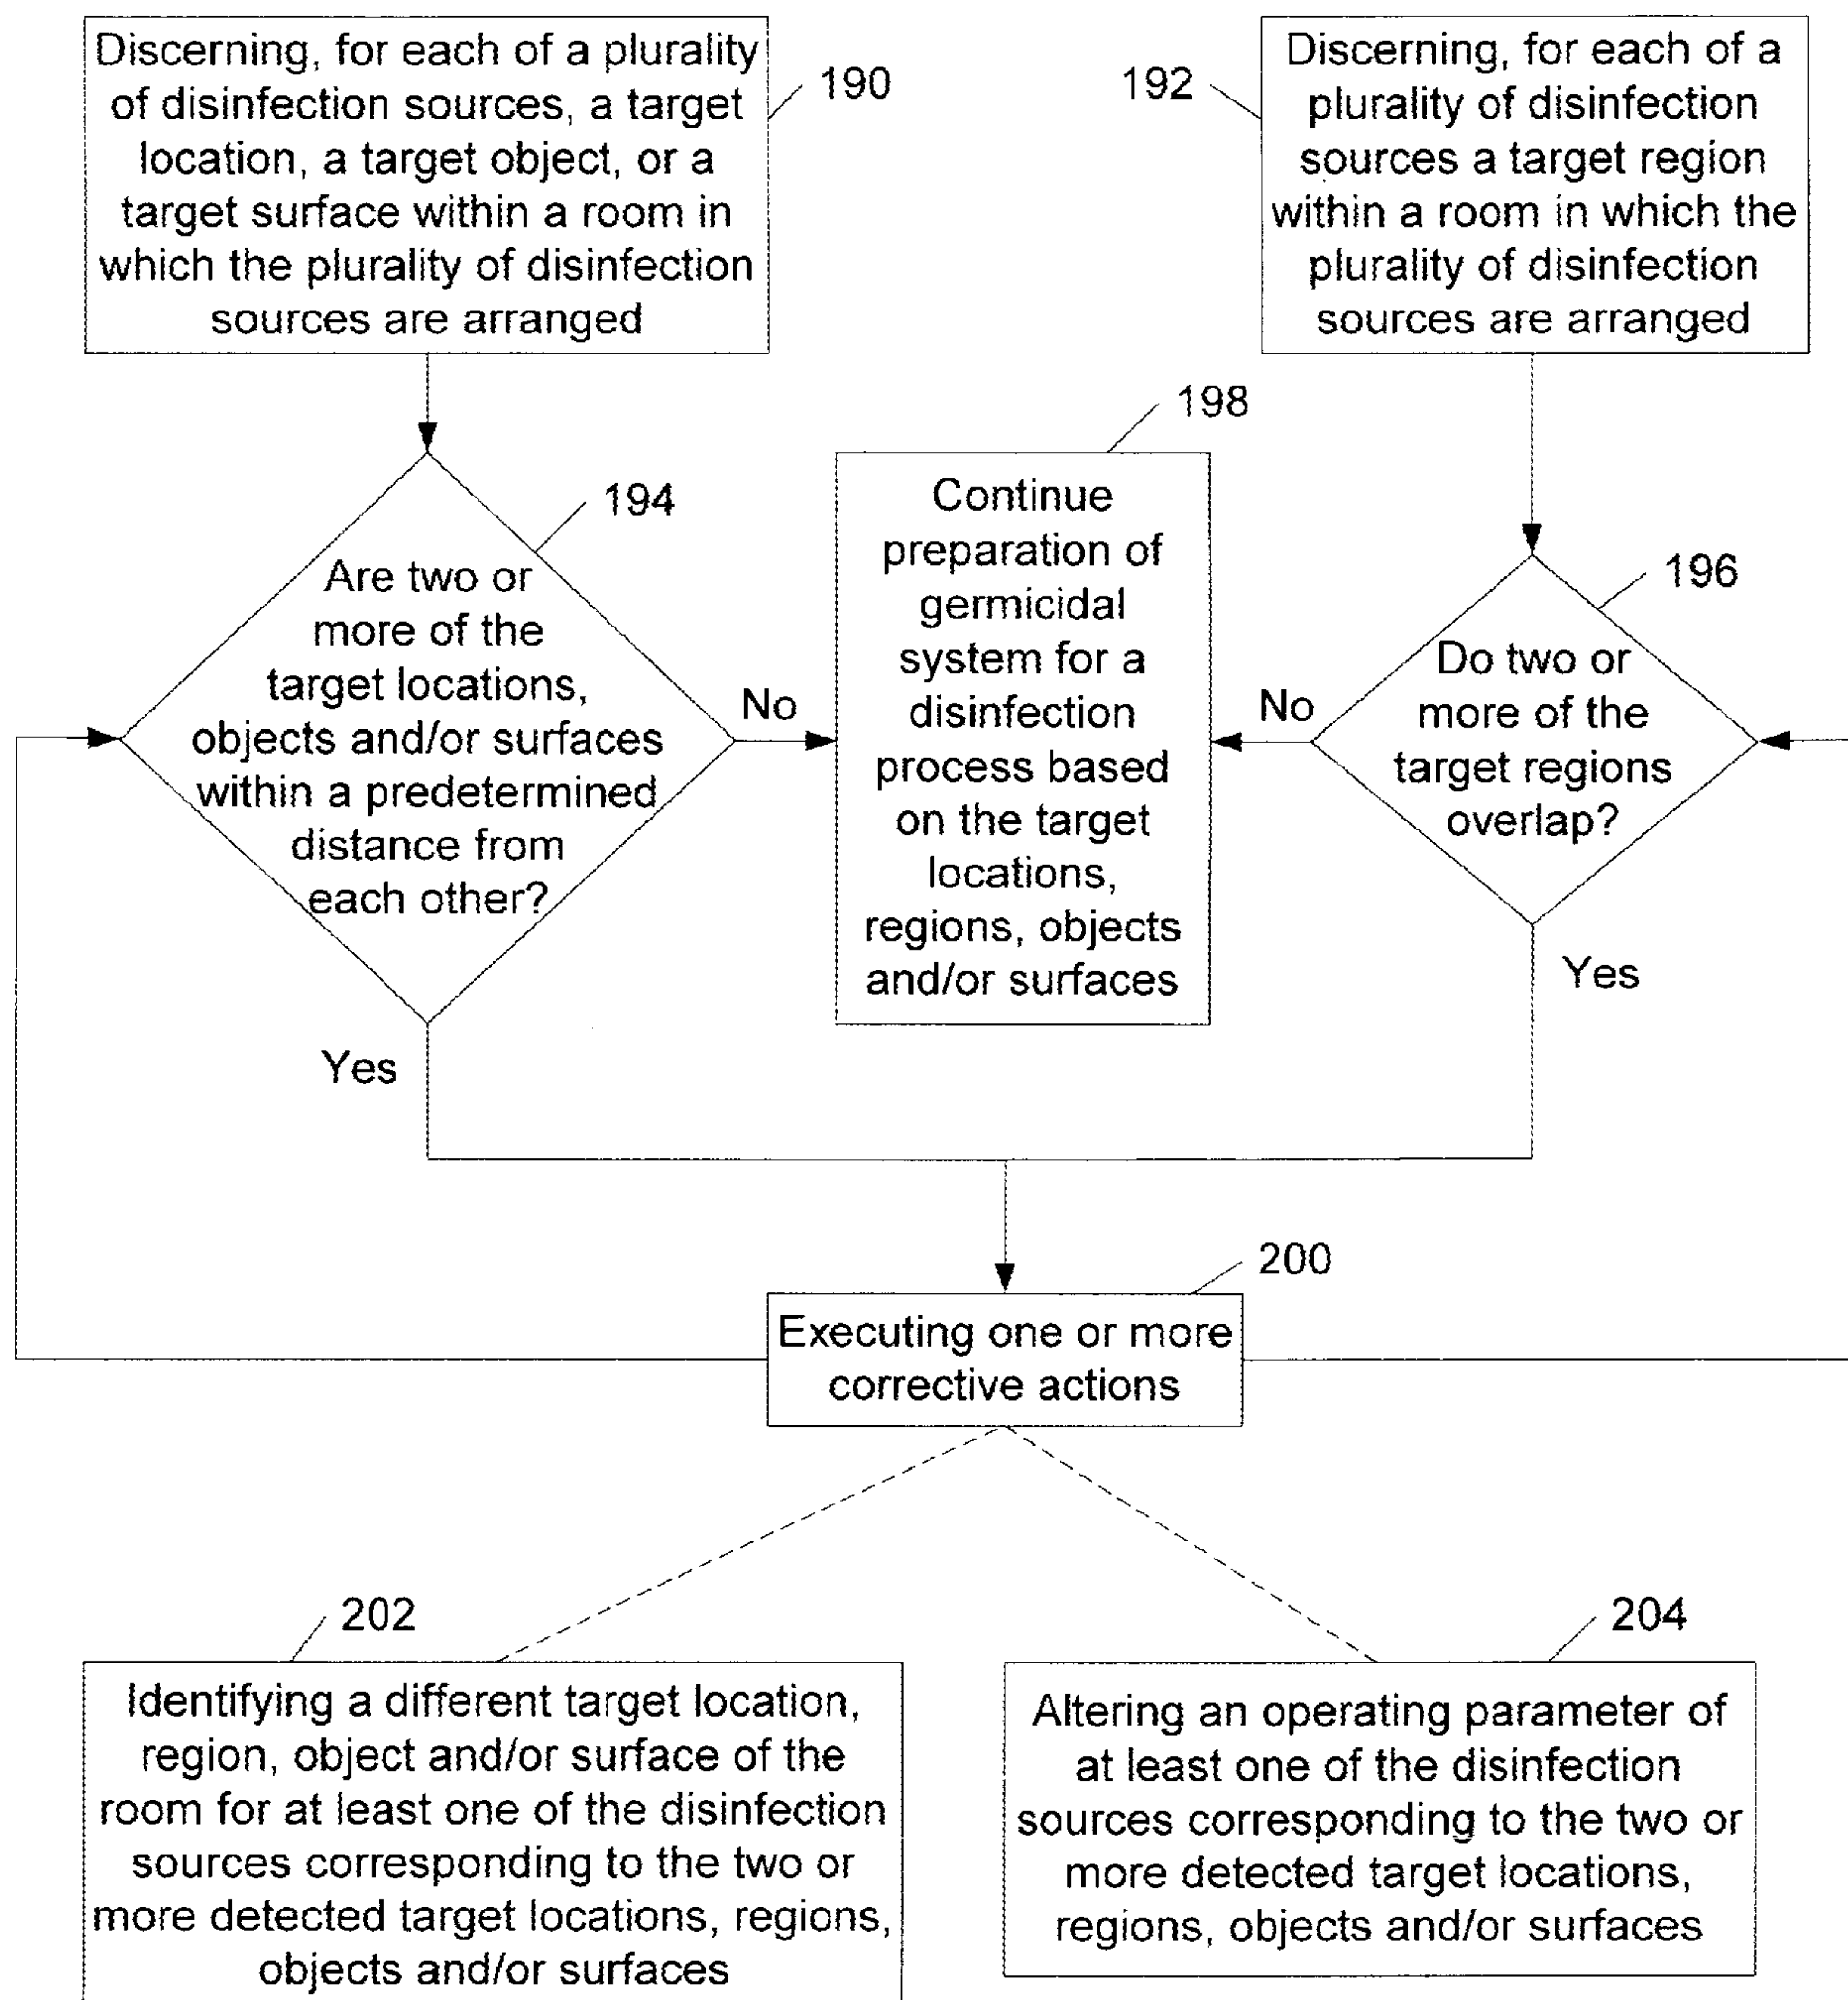 Discerning, for each of a plurality
of disinfection sources, a target
location, a target object, or a
target surface within a room in
which the plurality of disinfection
sources are arranged
190
192
Discerning, for each of a
plurality of disinfection
sources a target region
within a room in which the
plurality of disinfection
sources are arranged
194
Are two or
more of the
target locations,
objects and/or surfaces
within a predetermined
distance from
each other?
No
Yes
198
Continue
preparation of
germicidal
system for a
disinfection
process based
on the target
locations,
regions, objects
and/or surfaces
196
Do two or
more of the
target regions
overlap?
No
Yes
200
Executing one or more
corrective actions
202
Identifying a different target location,
region, object and/or surface of the
room for at least one of the disinfection
sources corresponding to the two or
more detected target locations, regions,
objects and/or surfaces
204
Altering an operating parameter of
at least one of the disinfection
sources corresponding to the two or
more detected target locations,
regions, objects and/or surfaces